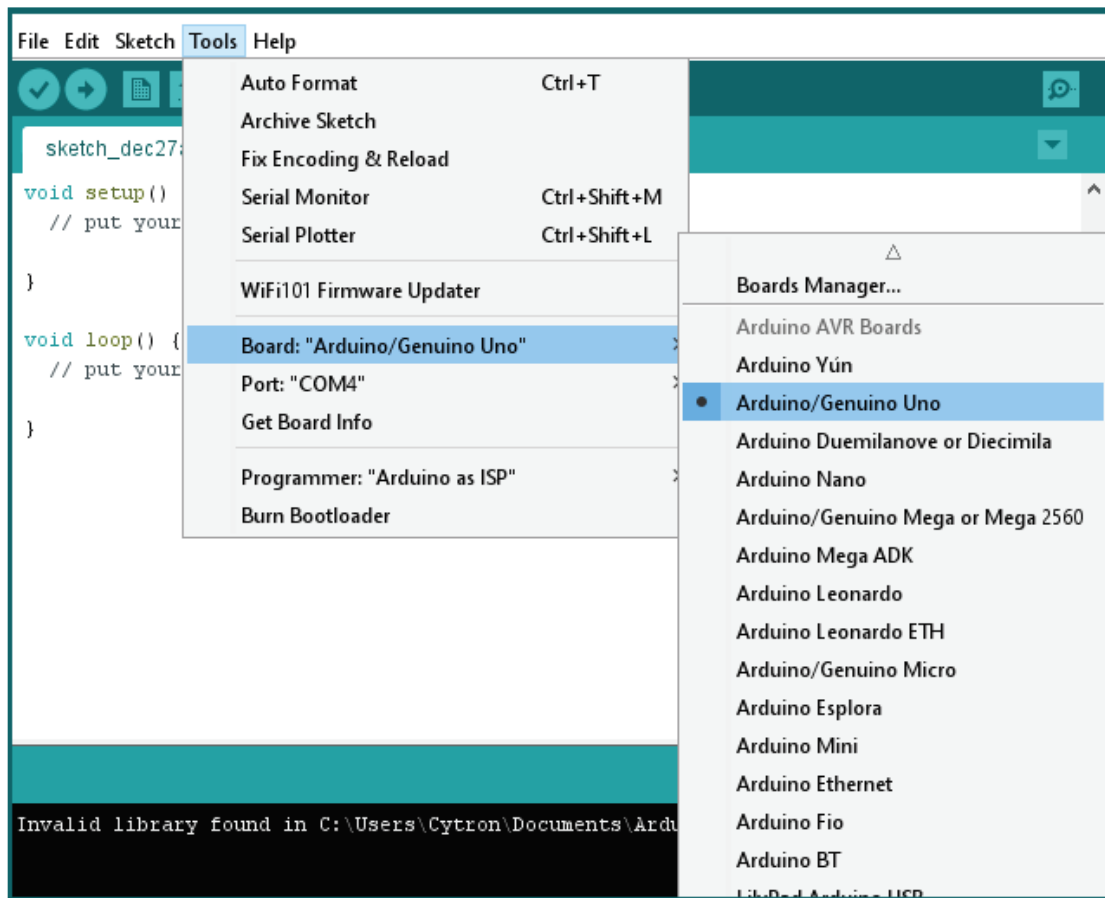 File Edit Sketch Tools Help
Auto Format Ctrl+T
Archive Sketch
Fix Encoding & Reload
Serial Monitor Ctrl+Shift+M
Serial Plotter Ctrl+Shift+L
WiFi101 Firmware Updater
Board: "Arduino/Genuino Uno"
Port: "COM4"
Get Board Info
Programmer: "Arduino as ISP"
Burn Bootloader
sketch_dec27a
void setup()
// put your
}
void loop() {
// put your
}
Boards Manager...
Arduino AVR Boards
Arduino Yún
Arduino/Genuino Uno
Arduino Duemilanove or Diecimila
Arduino Nano
Arduino/Genuino Mega or Mega 2560
Arduino Mega ADK
Arduino Leonardo
Arduino Leonardo ETH
Arduino/Genuino Micro
Arduino Esplora
Arduino Mini
Arduino Ethernet
Arduino Fio
Arduino BT
LilyPad Arduino USB
Invalid library found in C:\Users\Cytron\Documents\Ardu